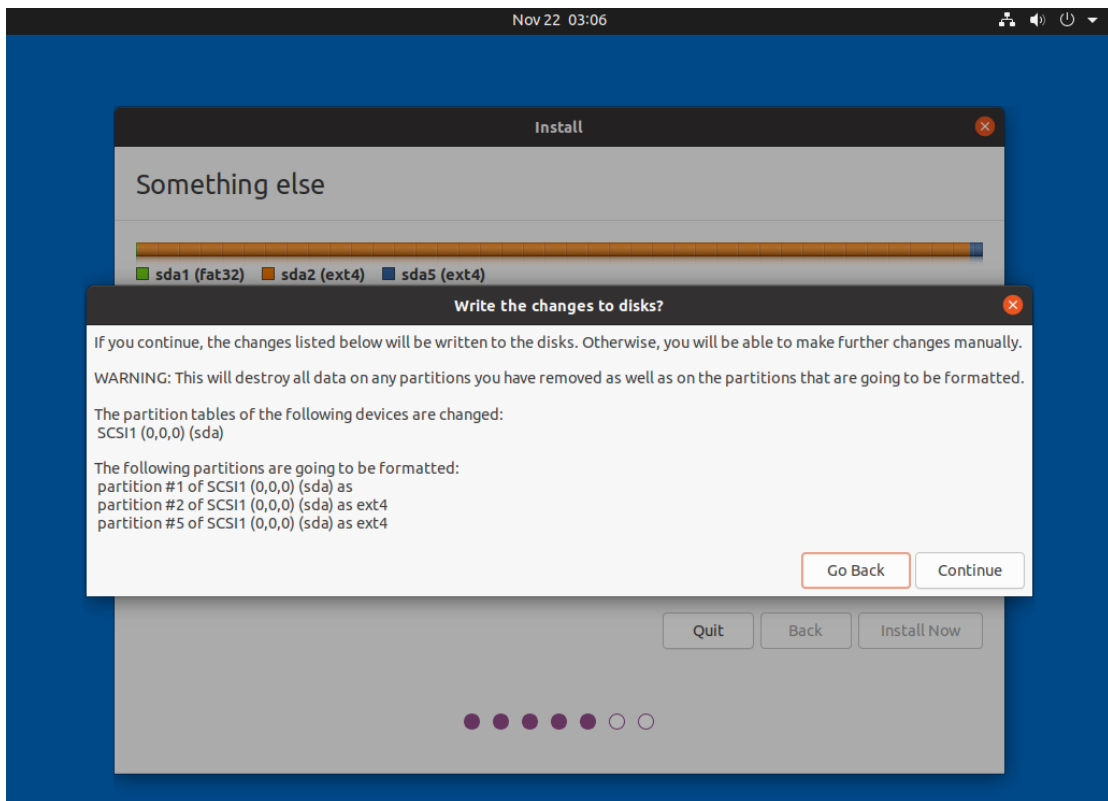 Nov 22 03:06
Install
Something else
sda1 (fat32) sda2 (ext4) sda5 (ext4)
Write the changes to disks?
If you continue, the changes listed below will be written to the disks. Otherwise, you will be able to make further changes manually.
WARNING: This will destroy all data on any partitions you have removed as well as on the partitions that are going to be formatted.
The partition tables of the following devices are changed:
SCSI1 (0,0,0) (sda)
The following partitions are going to be formatted:
partition #1 of SCSI1 (0,0,0) (sda) as
partition #2 of SCSI1 (0,0,0) (sda) as ext4
partition #5 of SCSI1 (0,0,0) (sda) as ext4
Go Back Continue
Quit Back Install Now